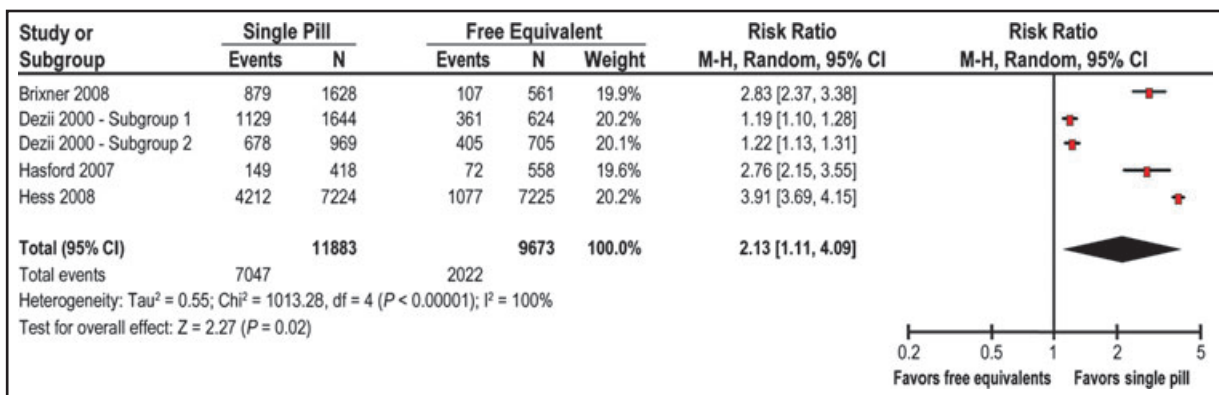 Study or Single Pill Free Equivalent Risk Ratio Risk Ratio
Subgroup Events N Events N Weight M-H, Random, 95% CI M-H, Random, 95% CI
Brixner 2008 879 1628 107 561 19.9% 2.83 [2.37, 3.38]
Dezii 2000 - Subgroup 1 1129 1644 361 624 20.2% 1.19 [1.10, 1.28]
Dezii 2000 - Subgroup 2 678 969 405 705 20.1% 1.22 [1.13, 1.31]
Hasford 2007 149 418 72 558 19.6% 2.76 [2.15, 3.55]
Hess 2008 4212 7224 1077 7225 20.2% 3.91 [3.69, 4.15]
Total (95% CI) 11883 9673 100.0% 2.13 [1.11, 4.09]
Total events 7047 2022
Heterogeneity: Tau² = 0.55; Chi² = 1013.28, df = 4 (P < 0.00001); I² = 100%
Test for overall effect: Z = 2.27 (P = 0.02)
0.2 0.5 1 2 5
Favors free equivalents Favors single pill